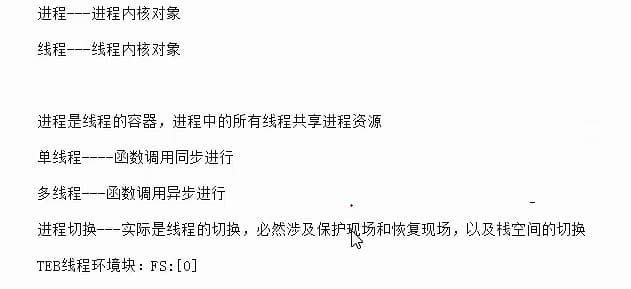 进程---进程内核对象
线程---线程内核对象
进程是线程的容器，进程中的所有线程共享进程资源
单线程----函数调用同步进行
多线程---函数调用异步进行
进程切换---实际是线程的切换，必然涉及保护现场和恢复现场，以及栈空间的切换
TEB线程环境块：FS:[0]